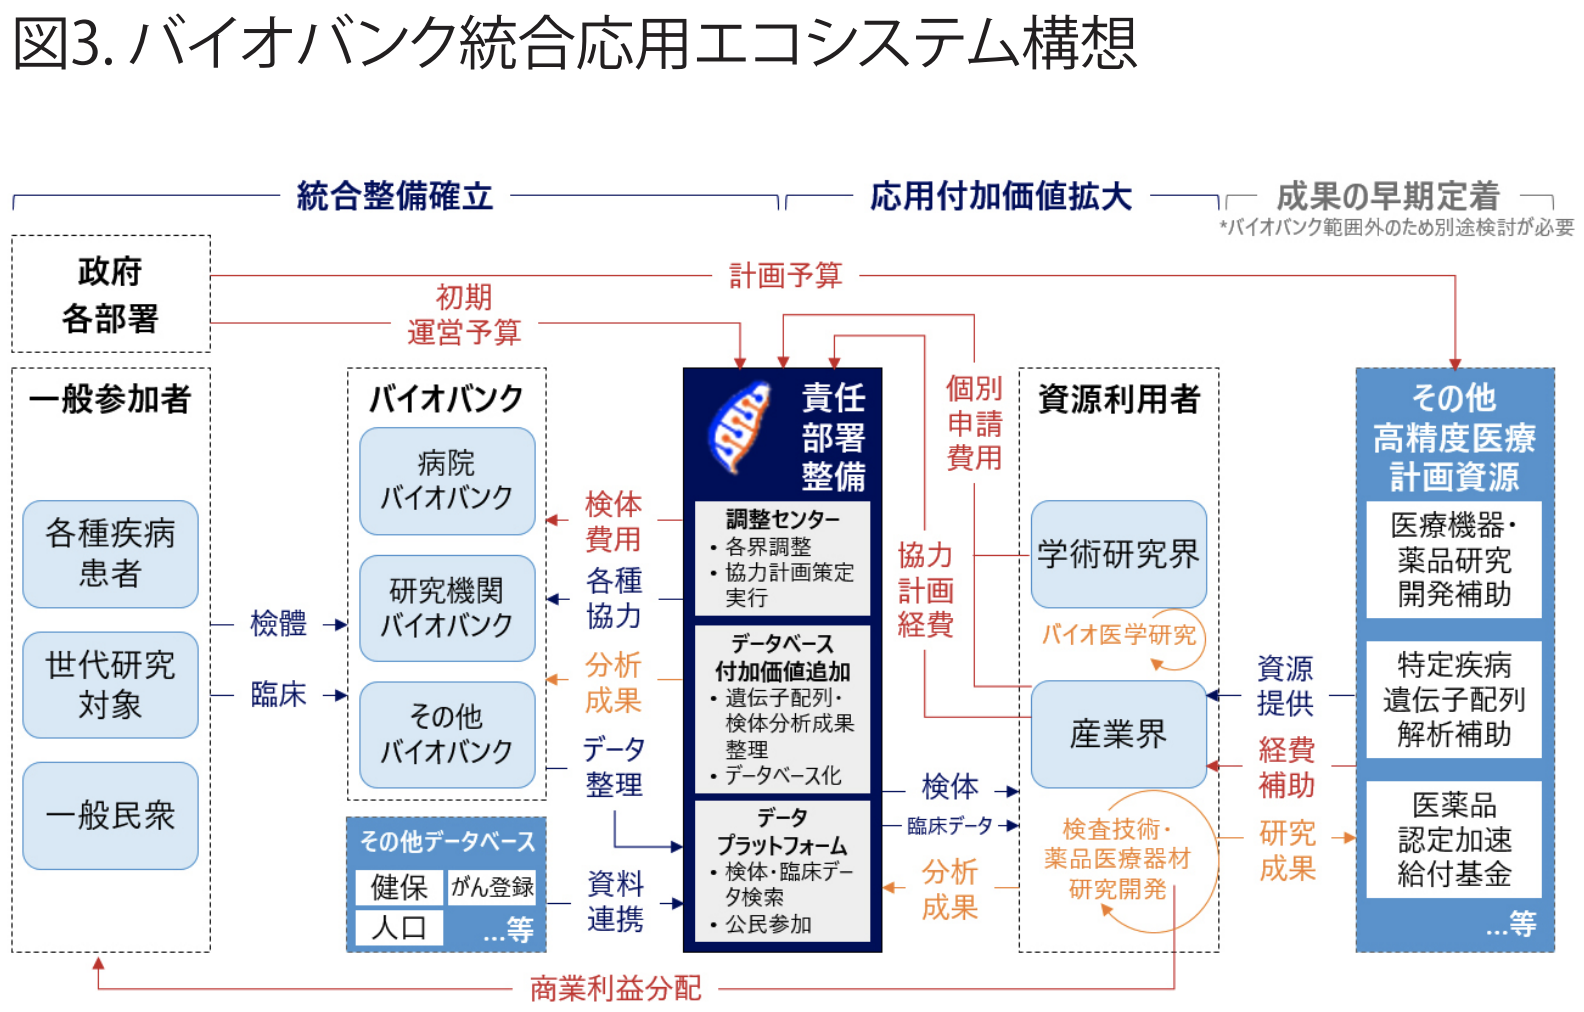 図3. バイオバンク統合応用エコシステム構想
統合整備確立
応用付加価値拡大
成果の早期定着
*バイオバンク範囲外のため別途検討が必要
政府
各部署
計画予算
初期
運営予算
一般参加者
各種疾病
患者
世代研究
対象
一般民衆
檢體
臨床
バイオバンク
病院
バイオバンク
研究機関
バイオバンク
その他
バイオバンク
その他データベース
健保
がん登録
人口
...等
検体
費用
各種
協力
分析
成果
データ
整理
資料
連携
責任
部署
整備
調整センター
• 各界調整
• 協力計画策定
実行
データベース
付加価値追加
• 遺伝子配列・
検体分析成果
整理
• データベース化
データ
プラットフォーム
• 検体・臨床デー
タ検索
• 公民参加
個別
申請
費用
協力
計画
経費
検体
臨床データ
分析
成果
資源利用者
学術研究界
バイオ医学研究
産業界
検査技術・
薬品医療器材
研究開発
資源
提供
経費
補助
研究
成果
その他
高精度医療
計画資源
医療機器・
薬品研究
開発補助
特定疾病
遺伝子配列
解析補助
医薬品
認定加速
給付基金
...等
商業利益分配